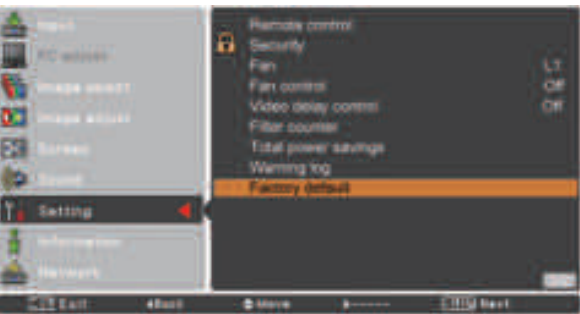 Input
PC adjust
Image select
Image adjust
Screen
Sound
Setting
Information
Network
Remote control
Security
Fan L1
Fan control Off
Video delay control Off
Filter counter
Total power savings
Warning log
Factory default
Exit Back Move ----- Next